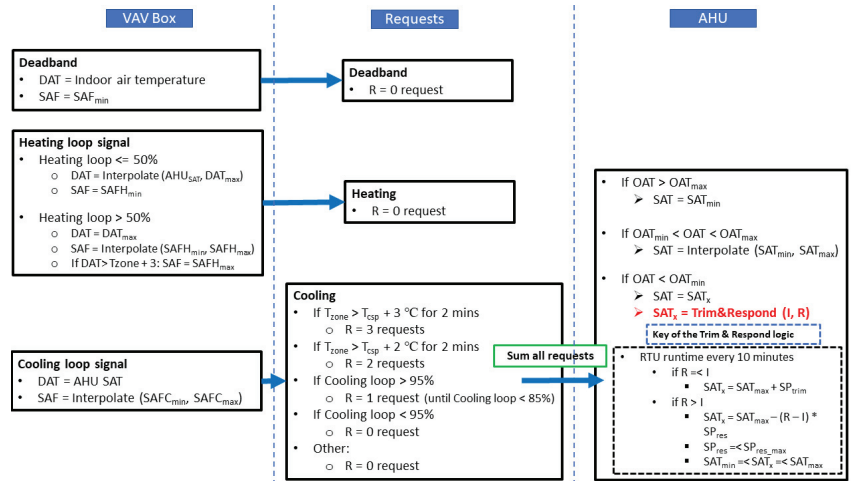 VAV Box
Requests
AHU
Deadband
• DAT = Indoor air temperature
• SAF = SAFmin
Deadband
• R = 0 request
Heating loop signal
• Heating loop <= 50%
o DAT = Interpolate (AHUSAT, DATmax)
o SAF = SAFHmin
• Heating loop > 50%
o DAT = DATmax
o SAF = Interpolate (SAFHmin, SAFHmax)
o If DAT> Tzone + 3: SAF = SAFHmax
Heating
• R = 0 request
Cooling loop signal
• DAT = AHU SAT
• SAF = Interpolate (SAFCmin, SAFCmax)
Cooling
• If Tzone > Tcsp + 3 ℃ for 2 mins
o R = 3 requests
• If Tzone > Tcsp + 2 ℃ for 2 mins
o R = 2 requests
• If Cooling loop > 95%
o R = 1 request (until Cooling loop < 85%)
• If Cooling loop < 95%
o R = 0 request
• Other:
o R = 0 request
Sum all requests
• If OAT > OATmax
➢ SAT = SATmin
• If OATmin < OAT < OATmax
➢ SAT = Interpolate (SATmin, SATmax)
• If OAT < OATmin
➢ SAT = SATx
➢ SATx = Trim&Respond (I, R)
Key of the Trim & Respond logic
• RTU runtime every 10 minutes
• if R =< I
▪ SATx = SATmax + SPtrim
• if R > I
▪ SATx = SATmax – (R – I) *
SPres
▪ SPres =< SPres_max
▪ SATmin =< SATx =< SATmax